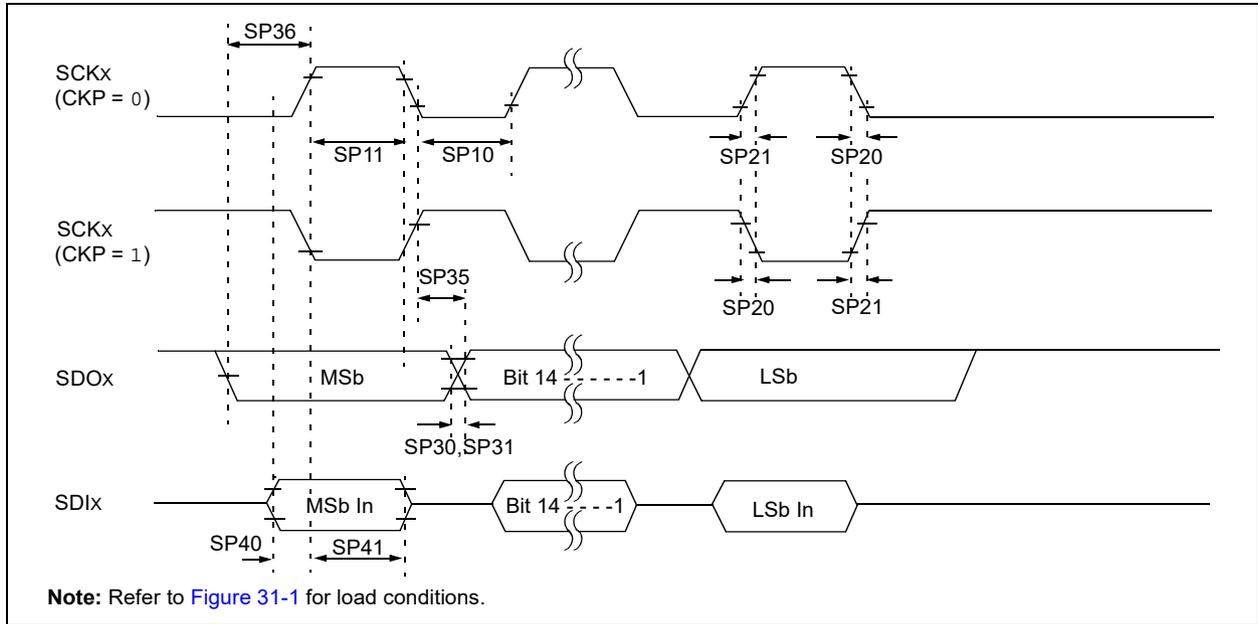 SP36
SCKx
(CKP = 0)
SP11
SP10
SP21
SP20
SCKx
(CKP = 1)
SP35
SP20
SP21
SDOx
MSb
Bit 14 - - - - - -1
LSb
SP30,SP31
SDIx
MSb In
Bit 14 - - - -1
LSb In
SP40
SP41
Note: Refer to Figure 31-1 for load conditions.